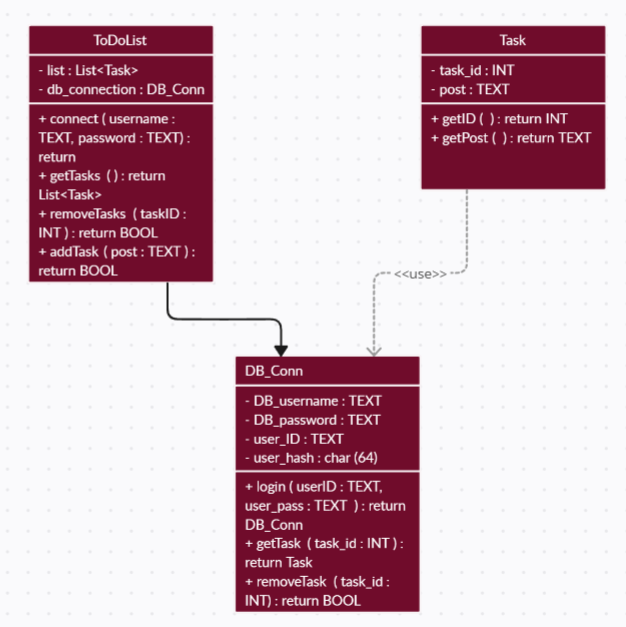 ToDoList
- list : List<Task>
- db_connection : DB_Conn
+ connect ( username :
TEXT, password : TEXT) :
return
+ getTasks ( ) : return
List<Task>
+ removeTasks ( taskID :
INT ) : return BOOL
+ addTask ( post : TEXT ) :
return BOOL
Task
- task_id : INT
- post : TEXT
+ getID ( ) : return INT
+ getPost ( ) : return TEXT
<<use>>
DB_Conn
- DB_username : TEXT
- DB_password : TEXT
- user_ID : TEXT
- user_hash : char (64)
+ login ( userID : TEXT,
user_pass : TEXT ) : return
DB_Conn
+ getTask ( task_id : INT ) :
return Task
+ removeTask ( task_id :
INT) : return BOOL